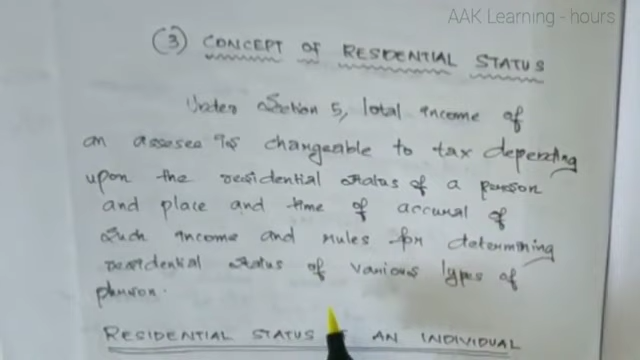 AAK Learning - hours
(3) CONCEPT OF RESIDENTIAL STATUS
Under Section 5, total income of
an assesee is changeable to tax depending
upon the residential status of a person
and place and time of accural of
such income and rules for determining
residential status of various types of
person.
RESIDENTIAL STATUS AN INDIVIDUAL